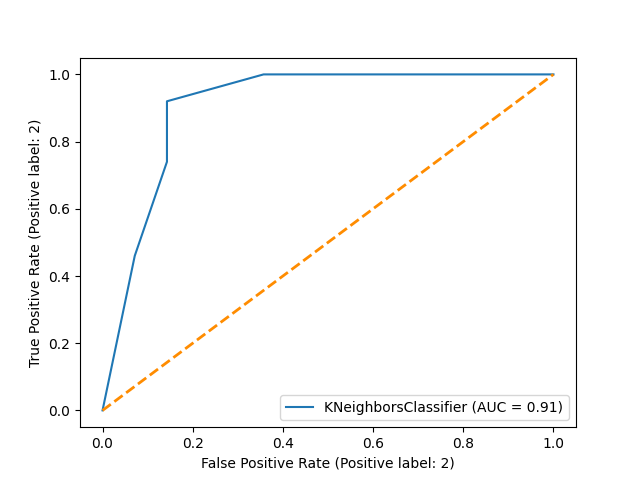 1.0
0.8
0.6
0.4
0.2
0.0
True Positive Rate (Positive label: 2)
KNeighborsClassifier (AUC = 0.91)
0.0 0.2 0.4 0.6 0.8 1.0
False Positive Rate (Positive label: 2)